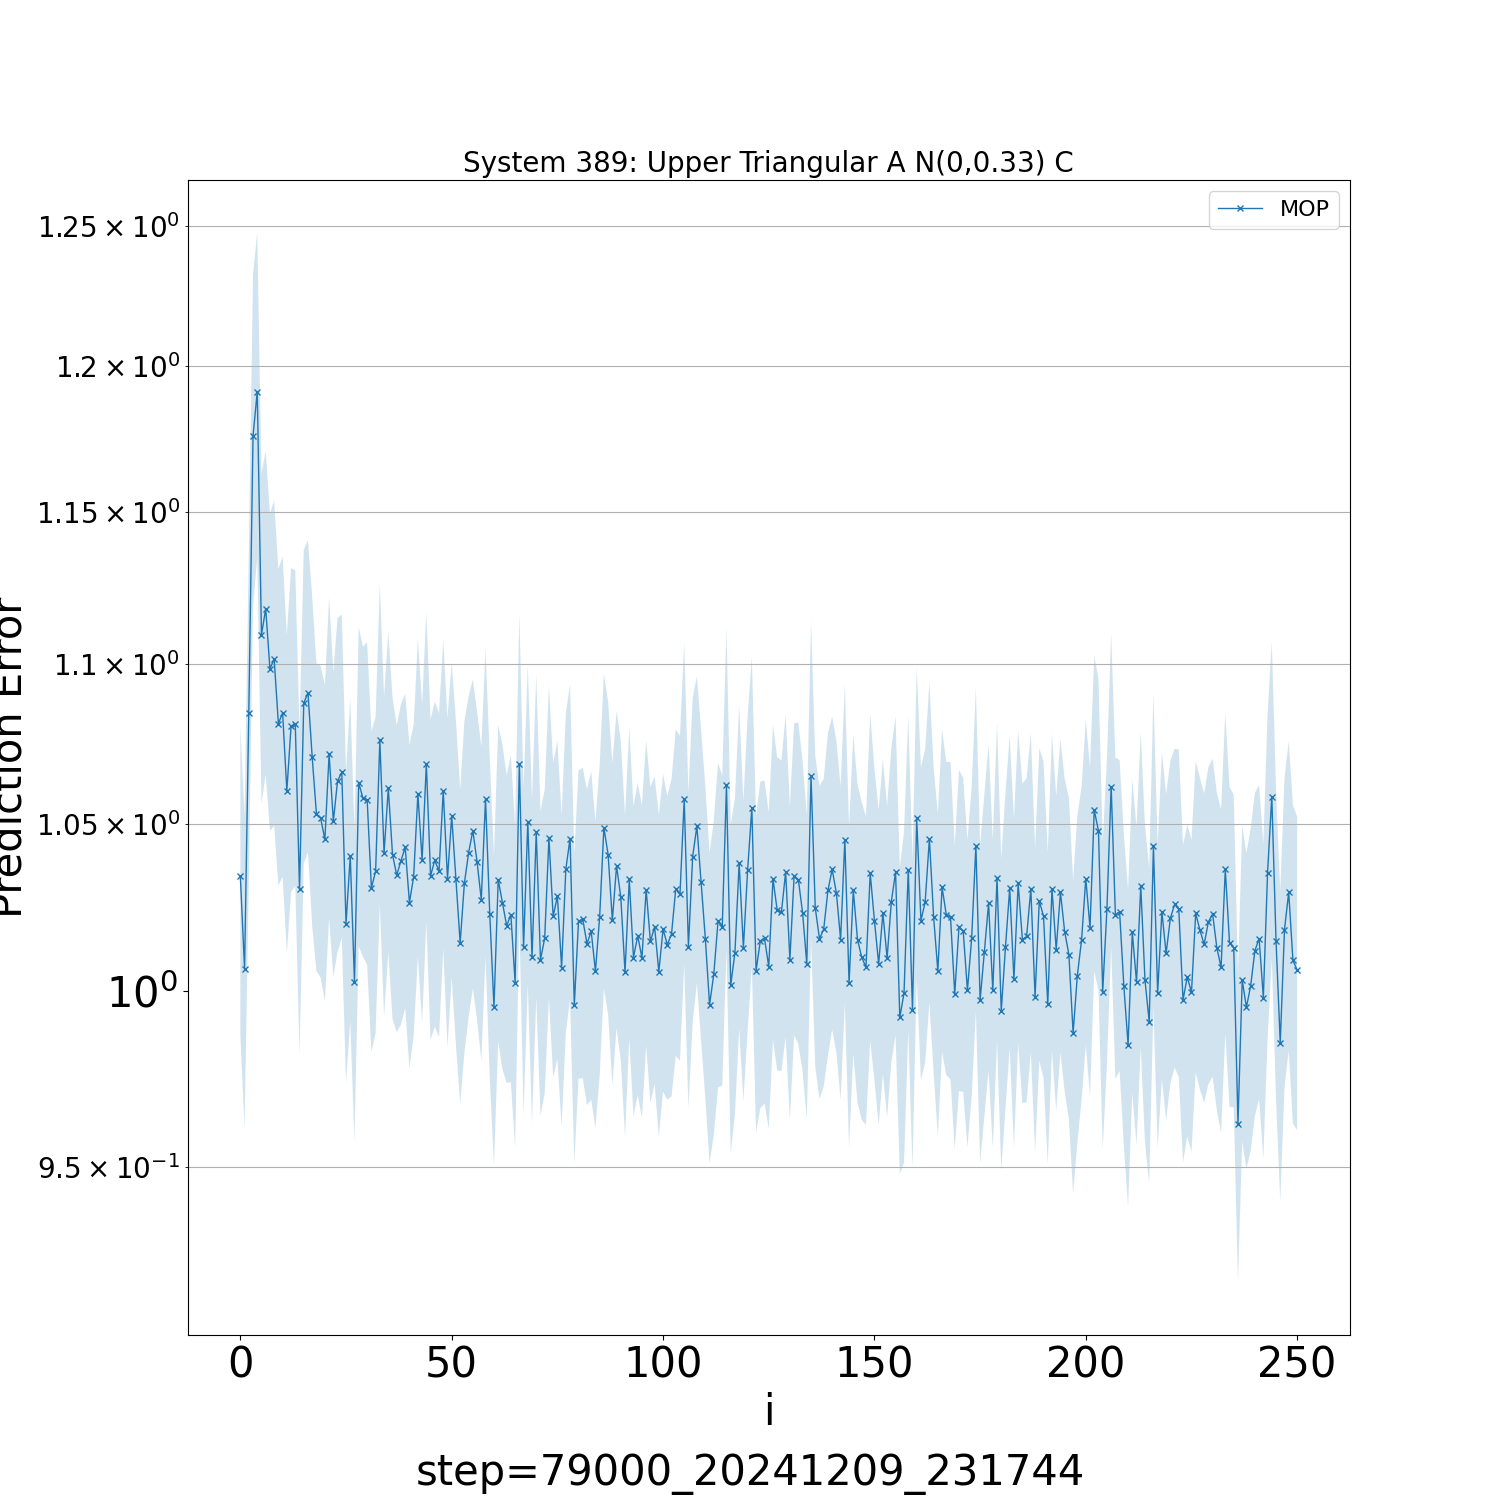 System 389: Upper Triangular A N(0,0.33) C
MOP
1.25 × 10⁰
1.2 × 10⁰
1.15 × 10⁰
1.1 × 10⁰
1.05 × 10⁰
10⁰
9.5 × 10⁻¹
Prediction Error
0 50 100 150 200 250
i
step=79000_20241209_231744